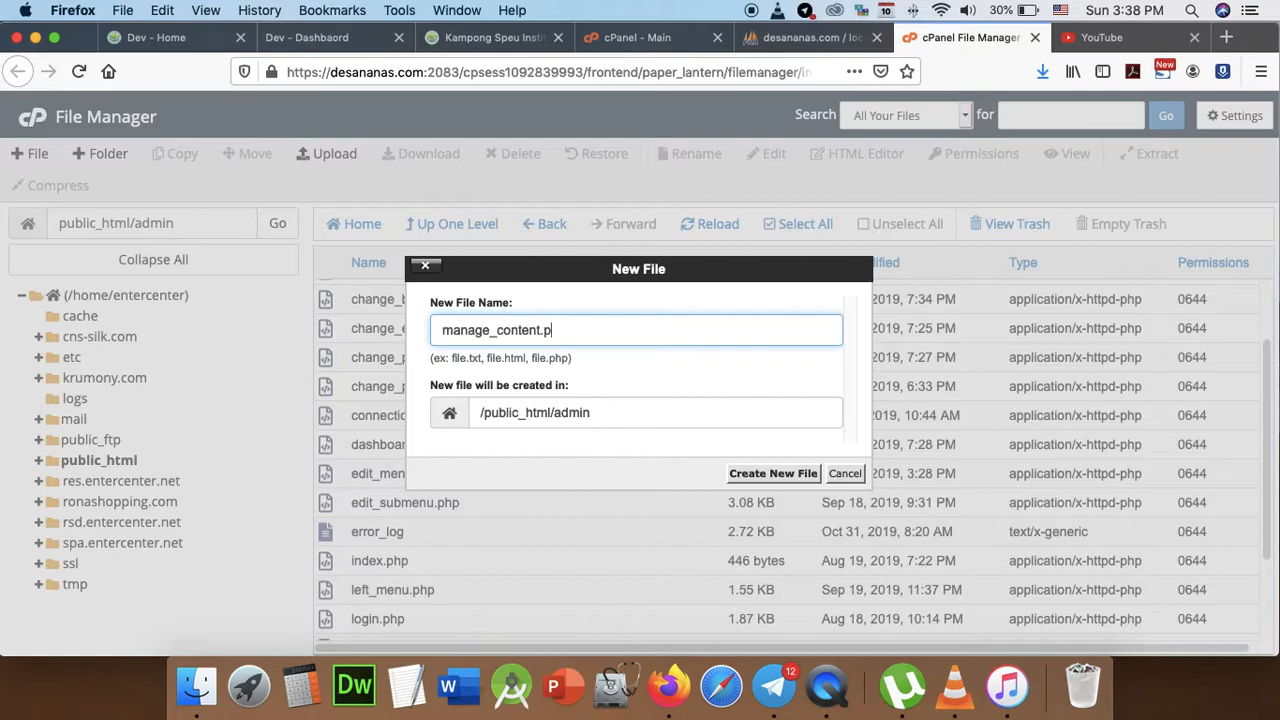 Firefox File Edit View History Bookmarks Tools Window Help 30% Sun 3:38 PM
Dev - Home Dev - Dashbaord Kampong Speu Insti cPanel - Main desananas.com / loc cPanel File Manager YouTube
https://desananas.com:2083/cpsess1092839993/frontend/paper_lantern/filemanager/in New
cP File Manager Search All Your Files for Go Settings
File Folder Copy Move Upload Download Delete Restore Rename Edit HTML Editor Permissions View Extract
Compress
public_html/admin Go Home Up One Level Back Forward Reload Select All Unselect All View Trash Empty Trash
Collapse All
Name Type Permissions
(/home/entercenter)
cache
cns-silk.com
etc
krumony.com
logs
mail
public_ftp
public_html
res.entercenter.net
ronashopping.com
rsd.entercenter.net
spa.entercenter.net
ssl
tmp
7:34 PM application/x-httpd-php 0644
7:25 PM application/x-httpd-php 0644
7:25 PM application/x-httpd-php 0644
6:33 PM application/x-httpd-php 0644
10:44 AM application/x-httpd-php 0644
7:28 PM application/x-httpd-php 0644
3:28 PM application/x-httpd-php 0644
edit_submenu.php 3.08 KB Sep 18, 2019, 9:31 PM application/x-httpd-php 0644
error_log 2.72 KB Oct 31, 2019, 8:20 AM text/x-generic 0644
index.php 446 bytes Aug 19, 2019, 7:22 PM application/x-httpd-php 0644
left_menu.php 1.55 KB Sep 19, 2019, 11:37 PM application/x-httpd-php 0644
login.php 1.87 KB Aug 18, 2019, 10:14 PM application/x-httpd-php 0644
New File
New File Name:
manage_content.p
(ex: file.txt, file.html, file.php)
New file will be created in:
/public_html/admin
Create New File Cancel
Dw W P 12